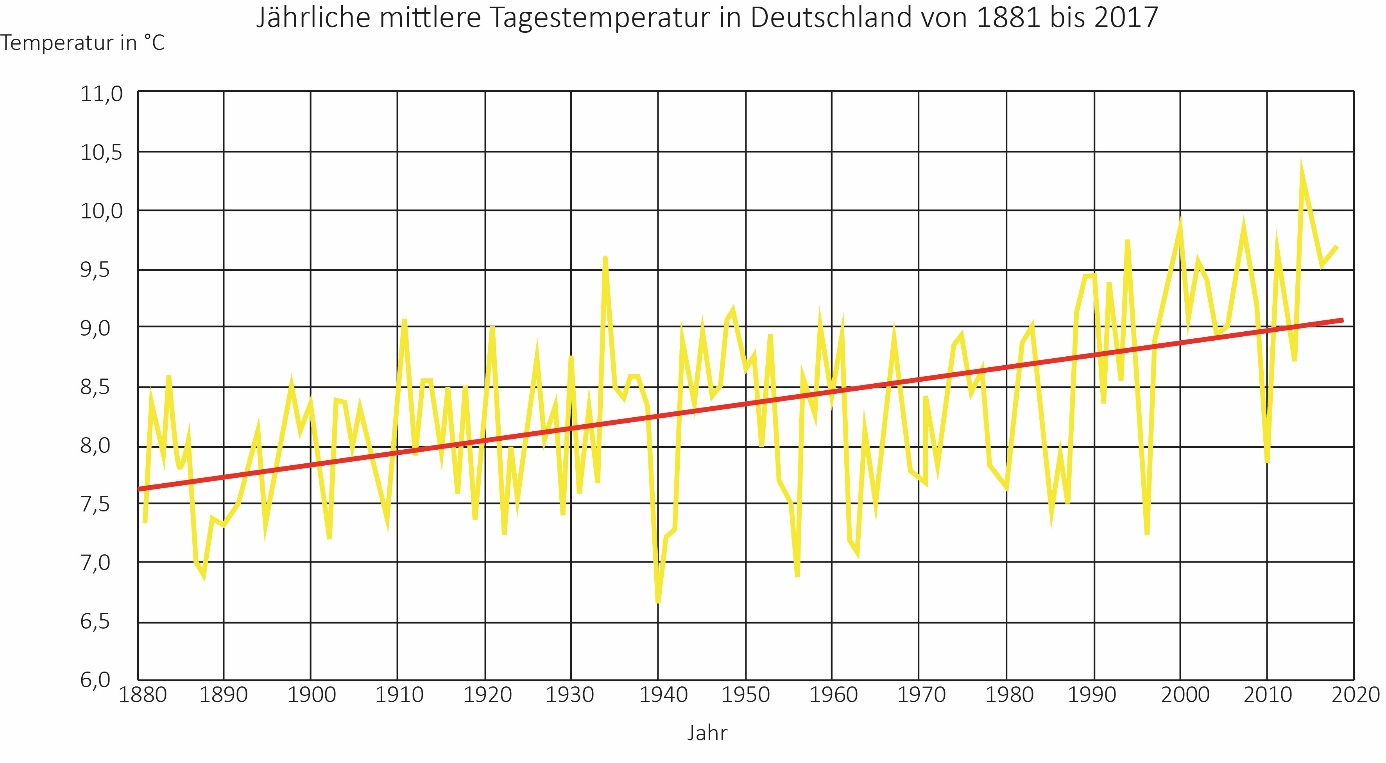 Jährliche mittlere Tagestemperatur in Deutschland von 1881 bis 2017
Temperatur in °C
11,0
10,5
10,0
9,5
9,0
8,5
8,0
7,5
7,0
6,5
6,0
1880 1890 1900 1910 1920 1930 1940 1950 1960 1970 1980 1990 2000 2010 2020
Jahr